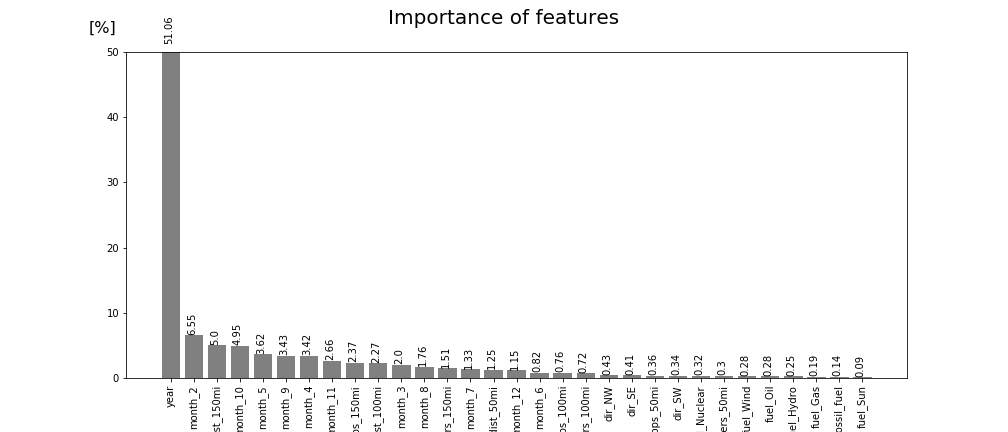 Importance of features
[%]
50
40
30
20
10
0
51.06
6.55
5.0
4.95
3.62
3.43
3.42
2.66
2.37
2.27
2.0
1.76
1.51
1.33
1.25
1.15
0.82
0.76
0.72
0.43
0.41
0.36
0.34
0.32
0.3
0.28
0.28
0.25
0.19
0.14
0.09
year
month_2
st_150mi
month_10
month_5
month_9
month_4
month_11
os_150mi
st_100mi
month_3
month_8
rs_150mi
month_7
dist_50mi
month_12
month_6
os_100mi
rs_100mi
dir_NW
dir_SE
ops_50mi
dir_SW
_Nuclear
ers_50mi
fuel_Wind
fuel_Oil
el_Hydro
fuel_Gas
ossil_fuel
fuel_Sun